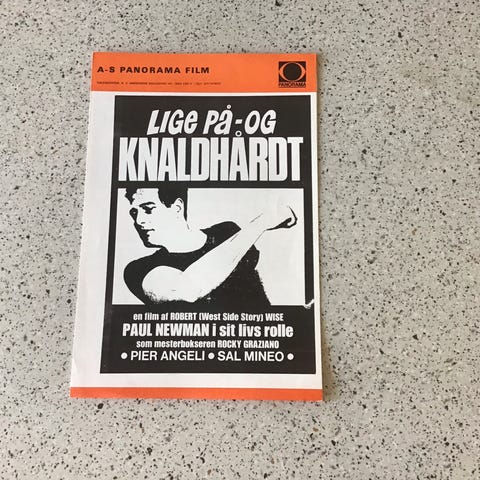 A-S PANORAMA FILM
PANORAMA
LIGE PÅ-OG
KNALDHÅRDT
en film af ROBERT (West Side Story) WISE
PAUL NEWMAN i sit livs rolle
som mesterbokseren ROCKY GRAZIANO
• PIER ANGELI • SAL MINEO •